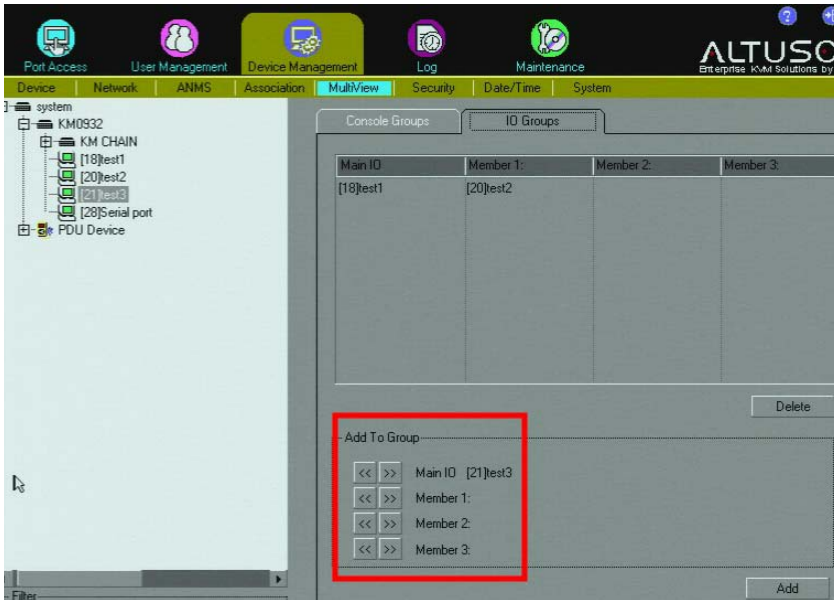 Port Access User Management Device Management Log Maintenance
ALTUSC
Enterprise KVM Solutions by
Device Network ANMS Association MultiView Security Date/Time System
system
KM0932
KM CHAIN
[18]test1
[20]test2
[21]test3
[28]Serial port
PDU Device
Console Groups IO Groups
Main IO Member 1: Member 2: Member 3:
[18]test1 [20]test2
Delete
Add To Group
<< >> Main IO [21]test3
<< >> Member 1:
<< >> Member 2:
<< >> Member 3:
Filter
Add